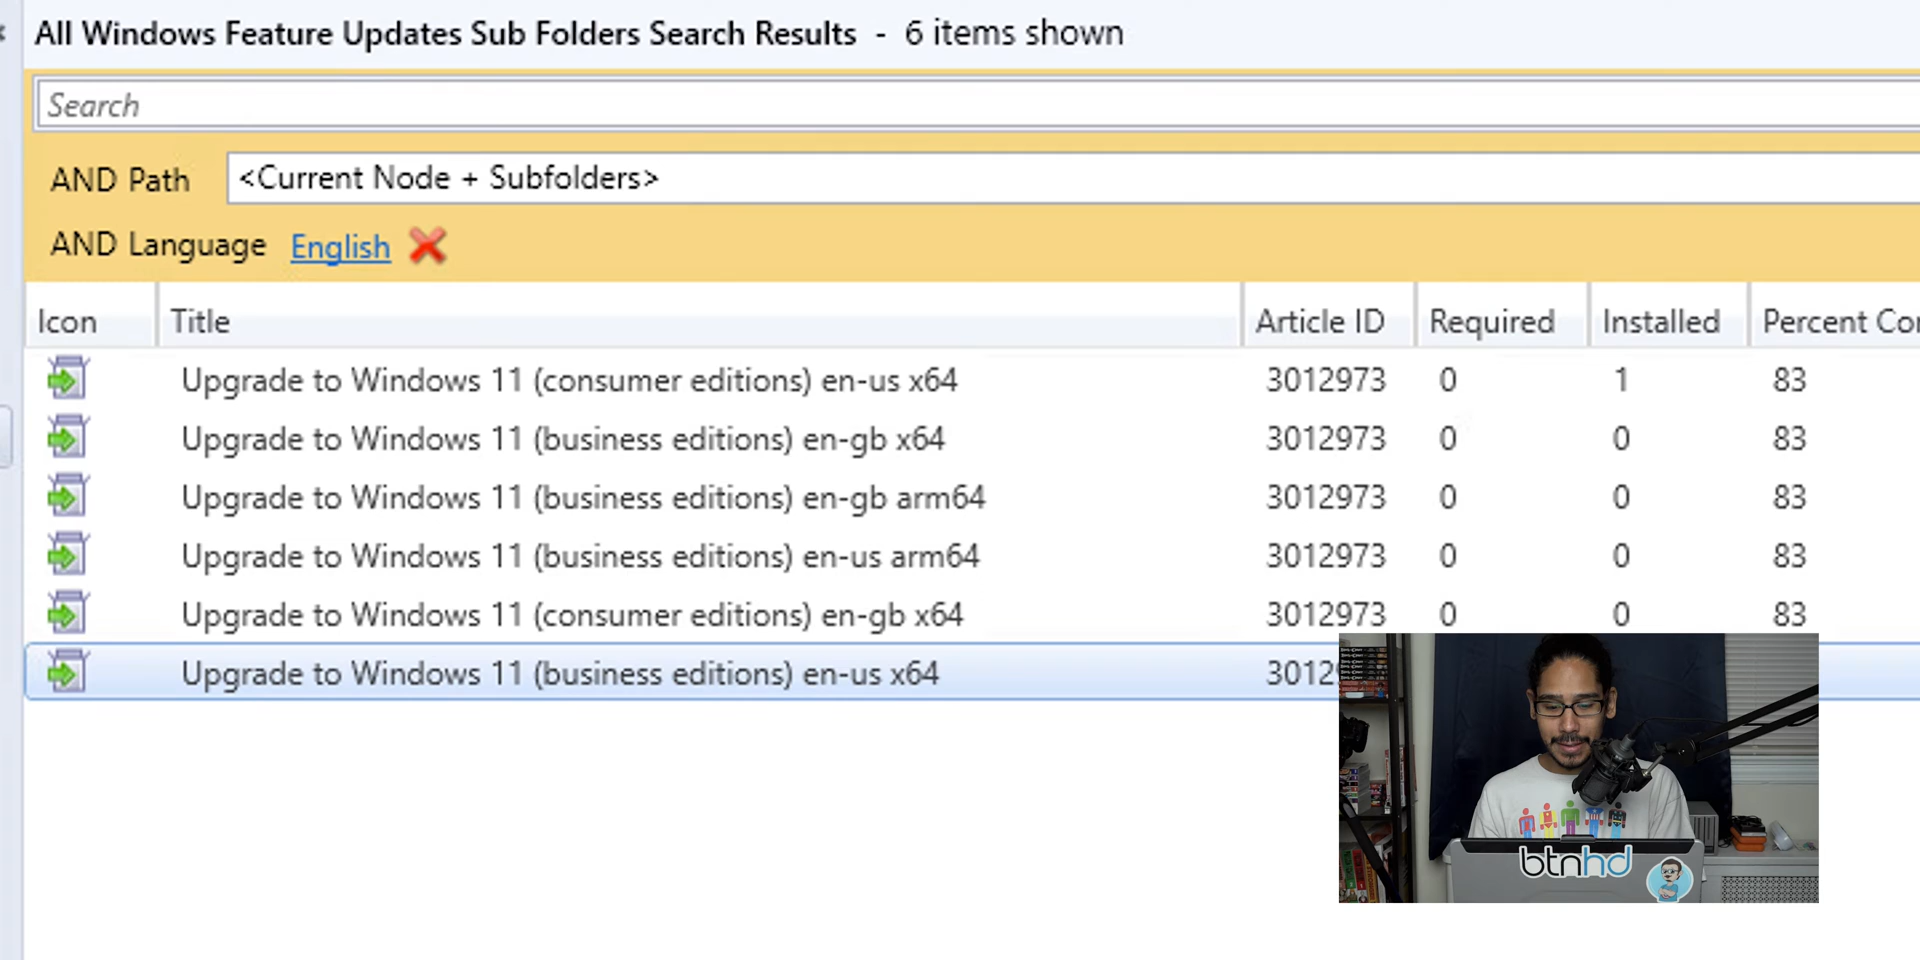 All Windows Feature Updates Sub Folders Search Results - 6 items shown
Search
AND Path <Current Node + Subfolders>
AND Language English
Icon Title Article ID Required Installed Percent
Upgrade to Windows 11 (consumer editions) en-us x64 3012973 0 1 83
Upgrade to Windows 11 (business editions) en-gb x64 3012973 0 0 83
Upgrade to Windows 11 (business editions) en-gb arm64 3012973 0 0 83
Upgrade to Windows 11 (business editions) en-us arm64 3012973 0 0 83
Upgrade to Windows 11 (consumer editions) en-gb x64 3012973 0 0 83
Upgrade to Windows 11 (business editions) en-us x64 3012
btnhd